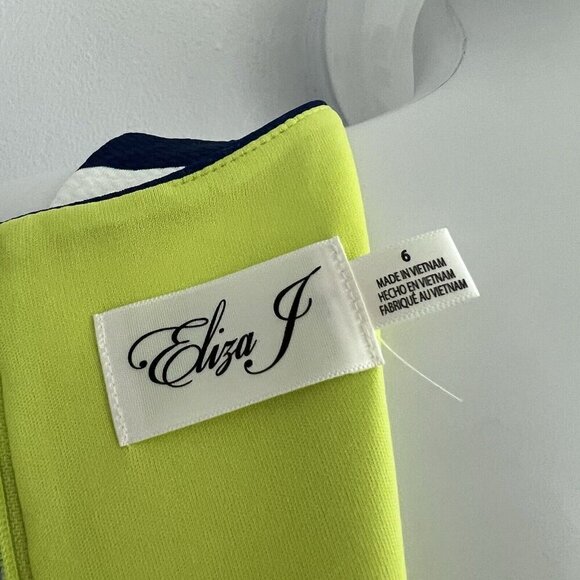 Eliza J
6
MADE IN VIETNAM
HECHO EN VIETNAM
FABRIQUÉ AU VIETNAM